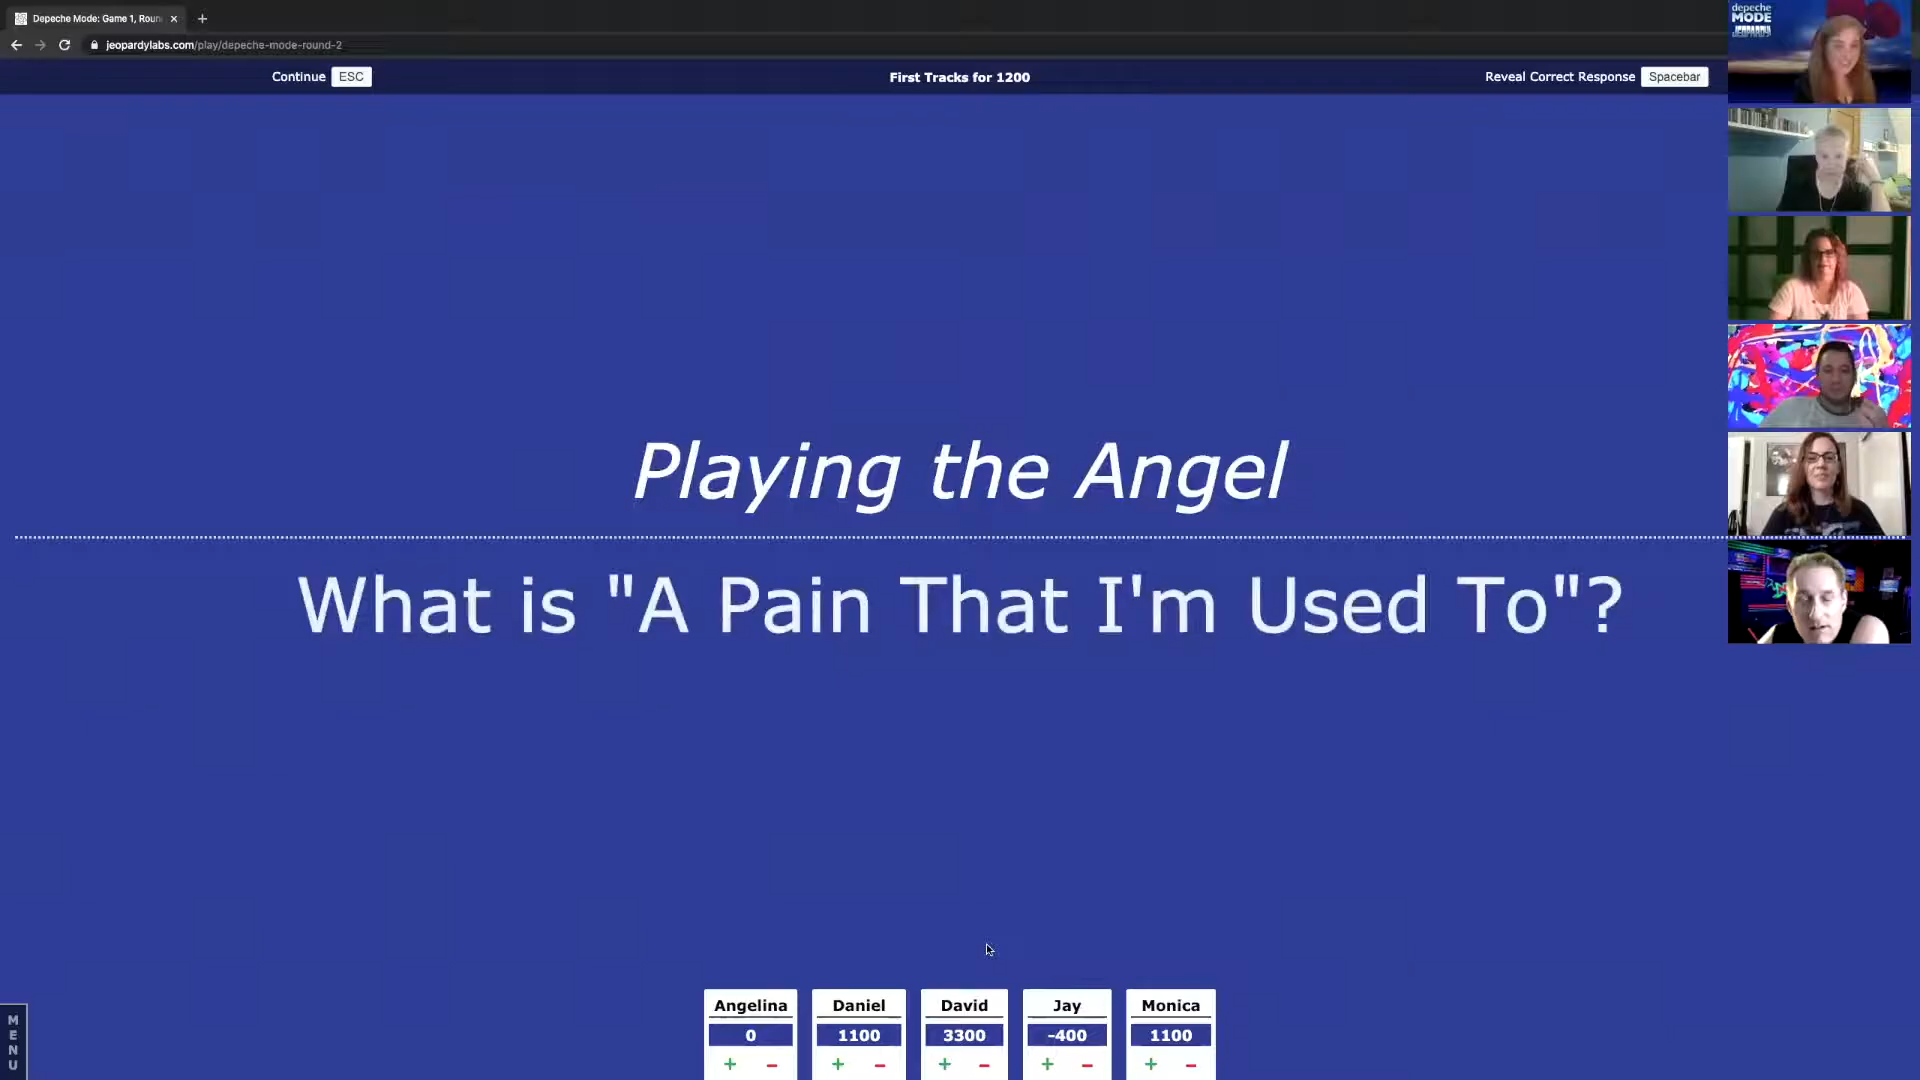 Depeche Mode: Game 1, Roun
jeopardylabs.com/play/depeche-mode-round-2
Continue ESC
First Tracks for 1200
Reveal Correct Response Spacebar
depeche
MODE
JEOPARDY
Playing the Angel
What is "A Pain That I'm Used To"?
MENU
Angelina Daniel David Jay Monica
0 1100 3300 -400 1100
+ - + - + - + - + -